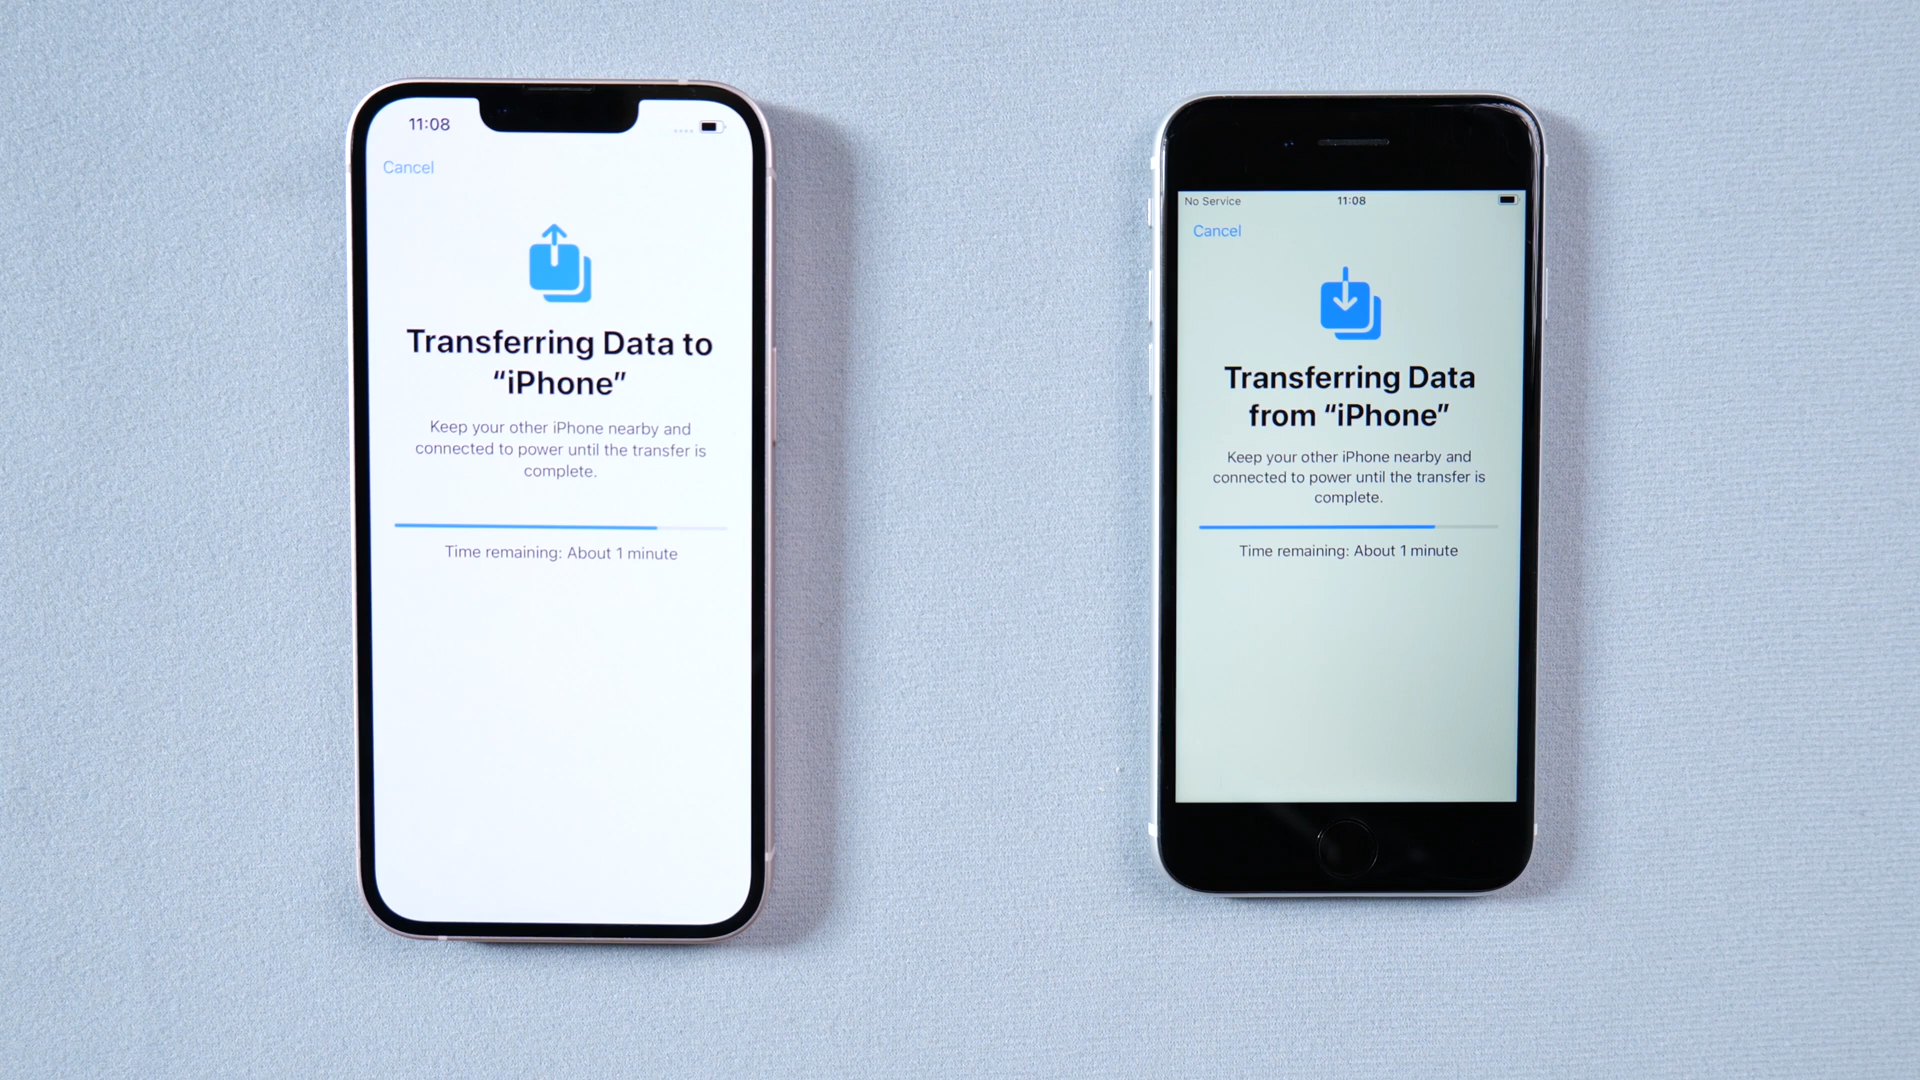 11:08
Cancel
Transferring Data to
“iPhone”
Keep your other iPhone nearby and
connected to power until the transfer is
complete.
Time remaining: About 1 minute
No Service 11:08
Cancel
Transferring Data
from “iPhone”
Keep your other iPhone nearby and
connected to power until the transfer is
complete.
Time remaining: About 1 minute